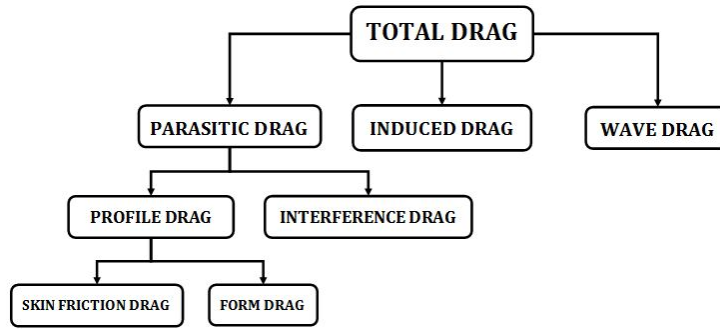 TOTAL DRAG
PARASITIC DRAG
INDUCED DRAG
WAVE DRAG
PROFILE DRAG
INTERFERENCE DRAG
SKIN FRICTION DRAG
FORM DRAG